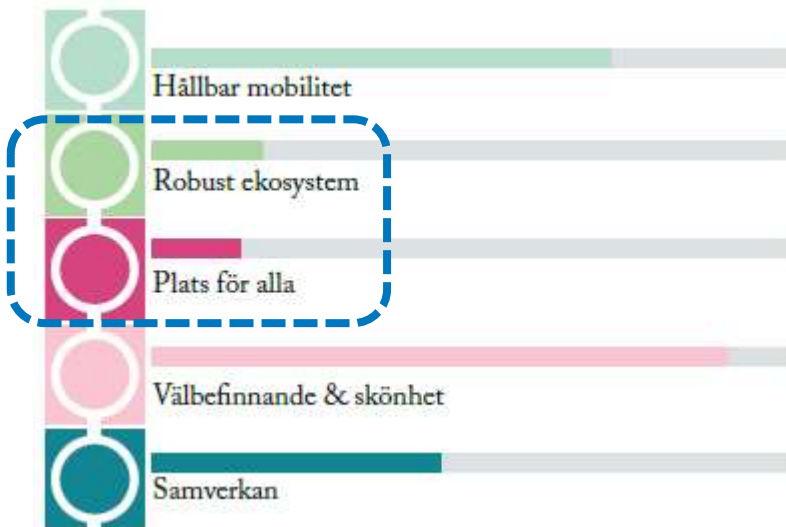 Hållbar mobilitet
Robust ekosystem
Plats för alla
Välbefinnande & skönhet
Samverkan